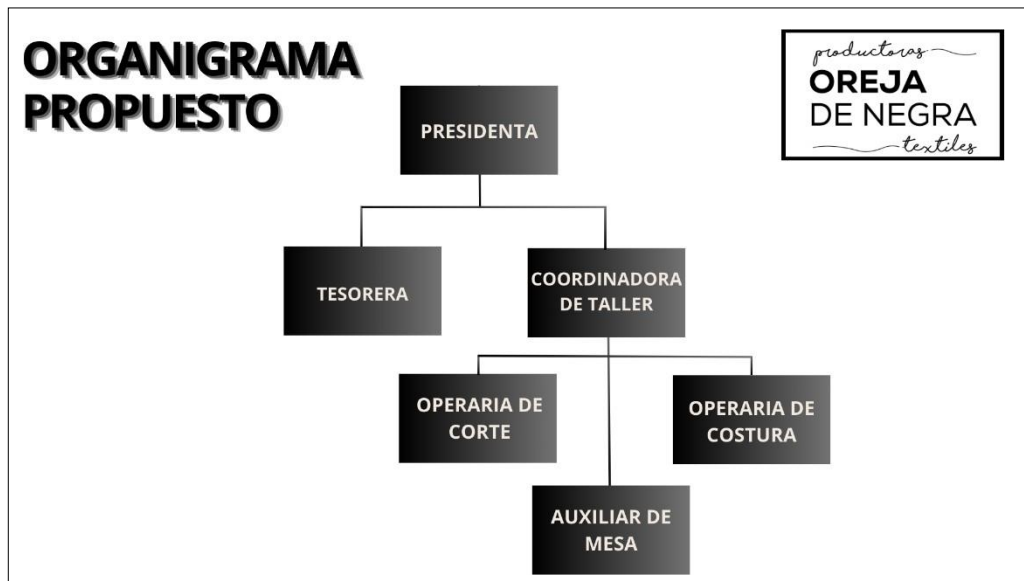 ORGANIGRAMA
PROPUESTO
productoras
OREJA
DE NEGRA
textiles
PRESIDENTA
TESORERA
COORDINADORA
DE TALLER
OPERARIA DE
CORTE
OPERARIA DE
COSTURA
AUXILIAR DE
MESA